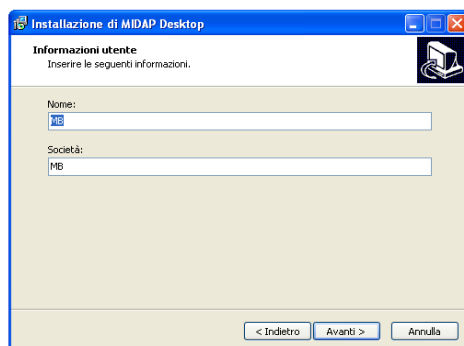 Installazione di MIDAP Desktop
Informazioni utente
Inserire le seguenti informazioni.
Nome:
MB
Società:
MB
< Indietro
Avanti >
Annulla